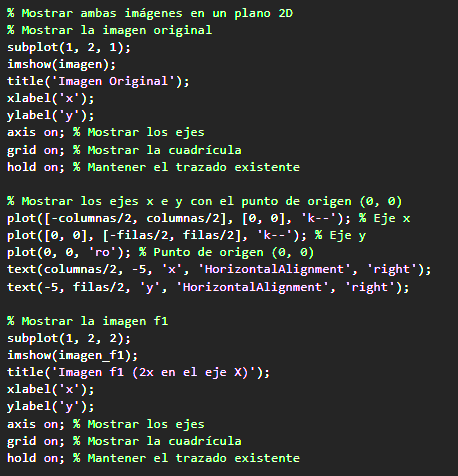 % Mostrar ambas imágenes en un plano 2D
% Mostrar la imagen original
subplot(1, 2, 1);
imshow(imagen);
title('Imagen Original');
xlabel('x');
ylabel('y');
axis on; % Mostrar los ejes
grid on; % Mostrar la cuadrícula
hold on; % Mantener el trazado existente
% Mostrar los ejes x e y con el punto de origen (0, 0)
plot([-columnas/2, columnas/2], [0, 0], 'k--'); % Eje x
plot([0, 0], [-filas/2, filas/2], 'k--'); % Eje y
plot(0, 0, 'ro'); % Punto de origen (0, 0)
text(columnas/2, -5, 'x', 'HorizontalAlignment', 'right');
text(-5, filas/2, 'y', 'HorizontalAlignment', 'right');
% Mostrar la imagen f1
subplot(1, 2, 2);
imshow(imagen_f1);
title('Imagen f1 (2x en el eje X)');
xlabel('x');
ylabel('y');
axis on; % Mostrar los ejes
grid on; % Mostrar la cuadrícula
hold on; % Mantener el trazado existente